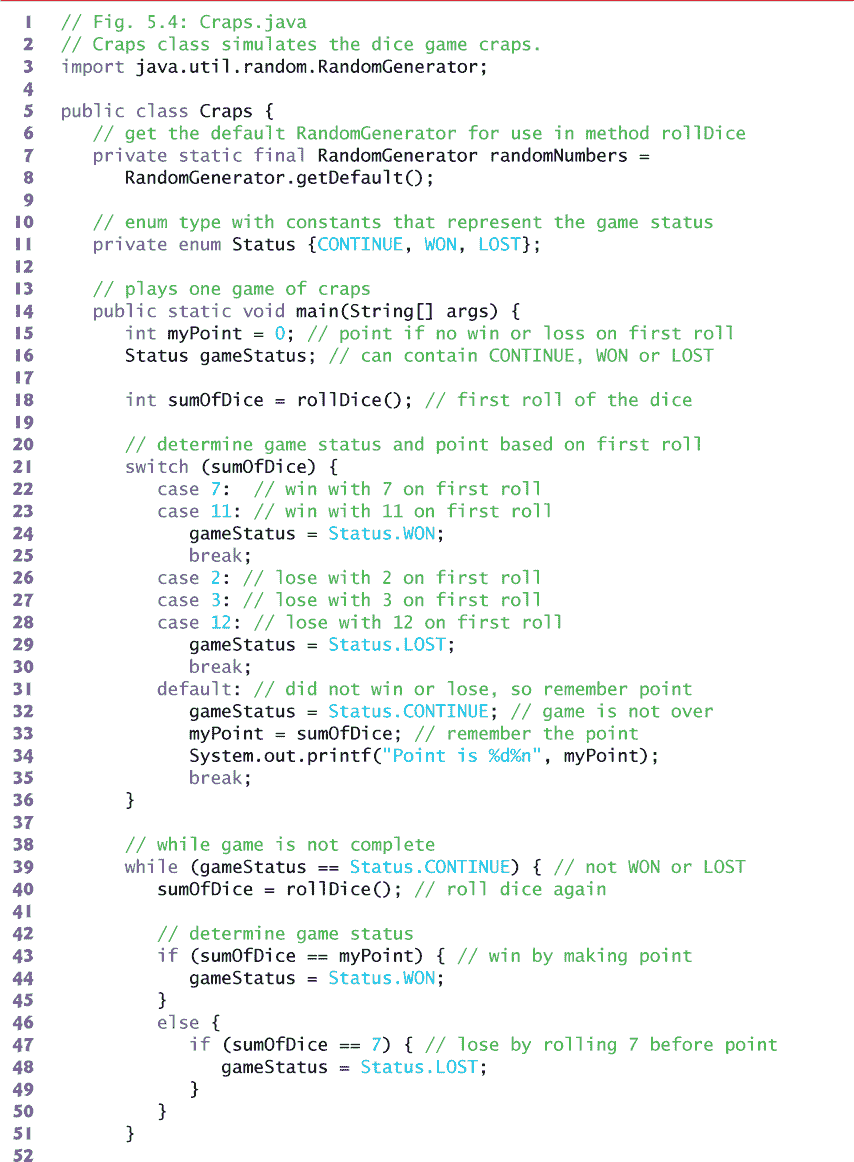 1 // Fig. 5.4: Craps.java
2 // Craps class simulates the dice game craps.
3 import java.util.random.RandomGenerator;
4
5 public class Craps {
6 // get the default RandomGenerator for use in method rollDice
7 private static final RandomGenerator randomNumbers =
8 RandomGenerator.getDefault();
9
10 // enum type with constants that represent the game status
11 private enum Status {CONTINUE, WON, LOST};
12
13 // plays one game of craps
14 public static void main(String[] args) {
15 int myPoint = 0; // point if no win or loss on first roll
16 Status gameStatus; // can contain CONTINUE, WON or LOST
17
18 int sumOfDice = rollDice(); // first roll of the dice
19
20 // determine game status and point based on first roll
21 switch (sumOfDice) {
22 case 7: // win with 7 on first roll
23 case 11: // win with 11 on first roll
24 gameStatus = Status.WON;
25 break;
26 case 2: // lose with 2 on first roll
27 case 3: // lose with 3 on first roll
28 case 12: // lose with 12 on first roll
29 gameStatus = Status.LOST;
30 break;
31 default: // did not win or lose, so remember point
32 gameStatus = Status.CONTINUE; // game is not over
33 myPoint = sumOfDice; // remember the point
34 System.out.printf("Point is %d%n", myPoint);
35 break;
36 }
37
38 // while game is not complete
39 while (gameStatus == Status.CONTINUE) { // not WON or LOST
40 sumOfDice = rollDice(); // roll dice again
41
42 // determine game status
43 if (sumOfDice == myPoint) { // win by making point
44 gameStatus = Status.WON;
45 }
46 else {
47 if (sumOfDice == 7) { // lose by rolling 7 before point
48 gameStatus = Status.LOST;
49 }
50 }
51 }
52